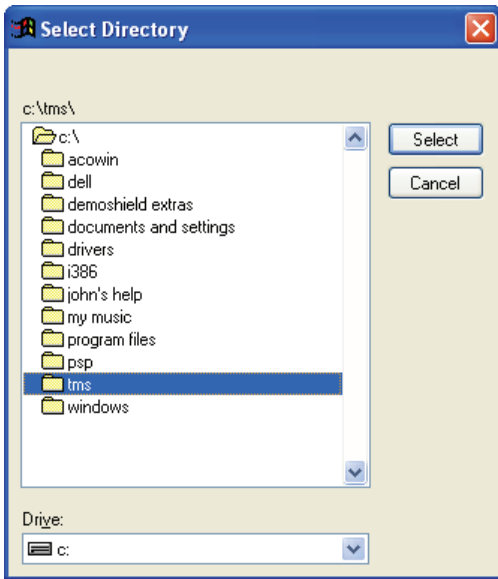 Select Directory
c:\tms\
c:\
acowin
dell
demoshield extras
documents and settings
drivers
i386
john's help
my music
program files
psp
tms
windows
Select
Cancel
Drive:
c: